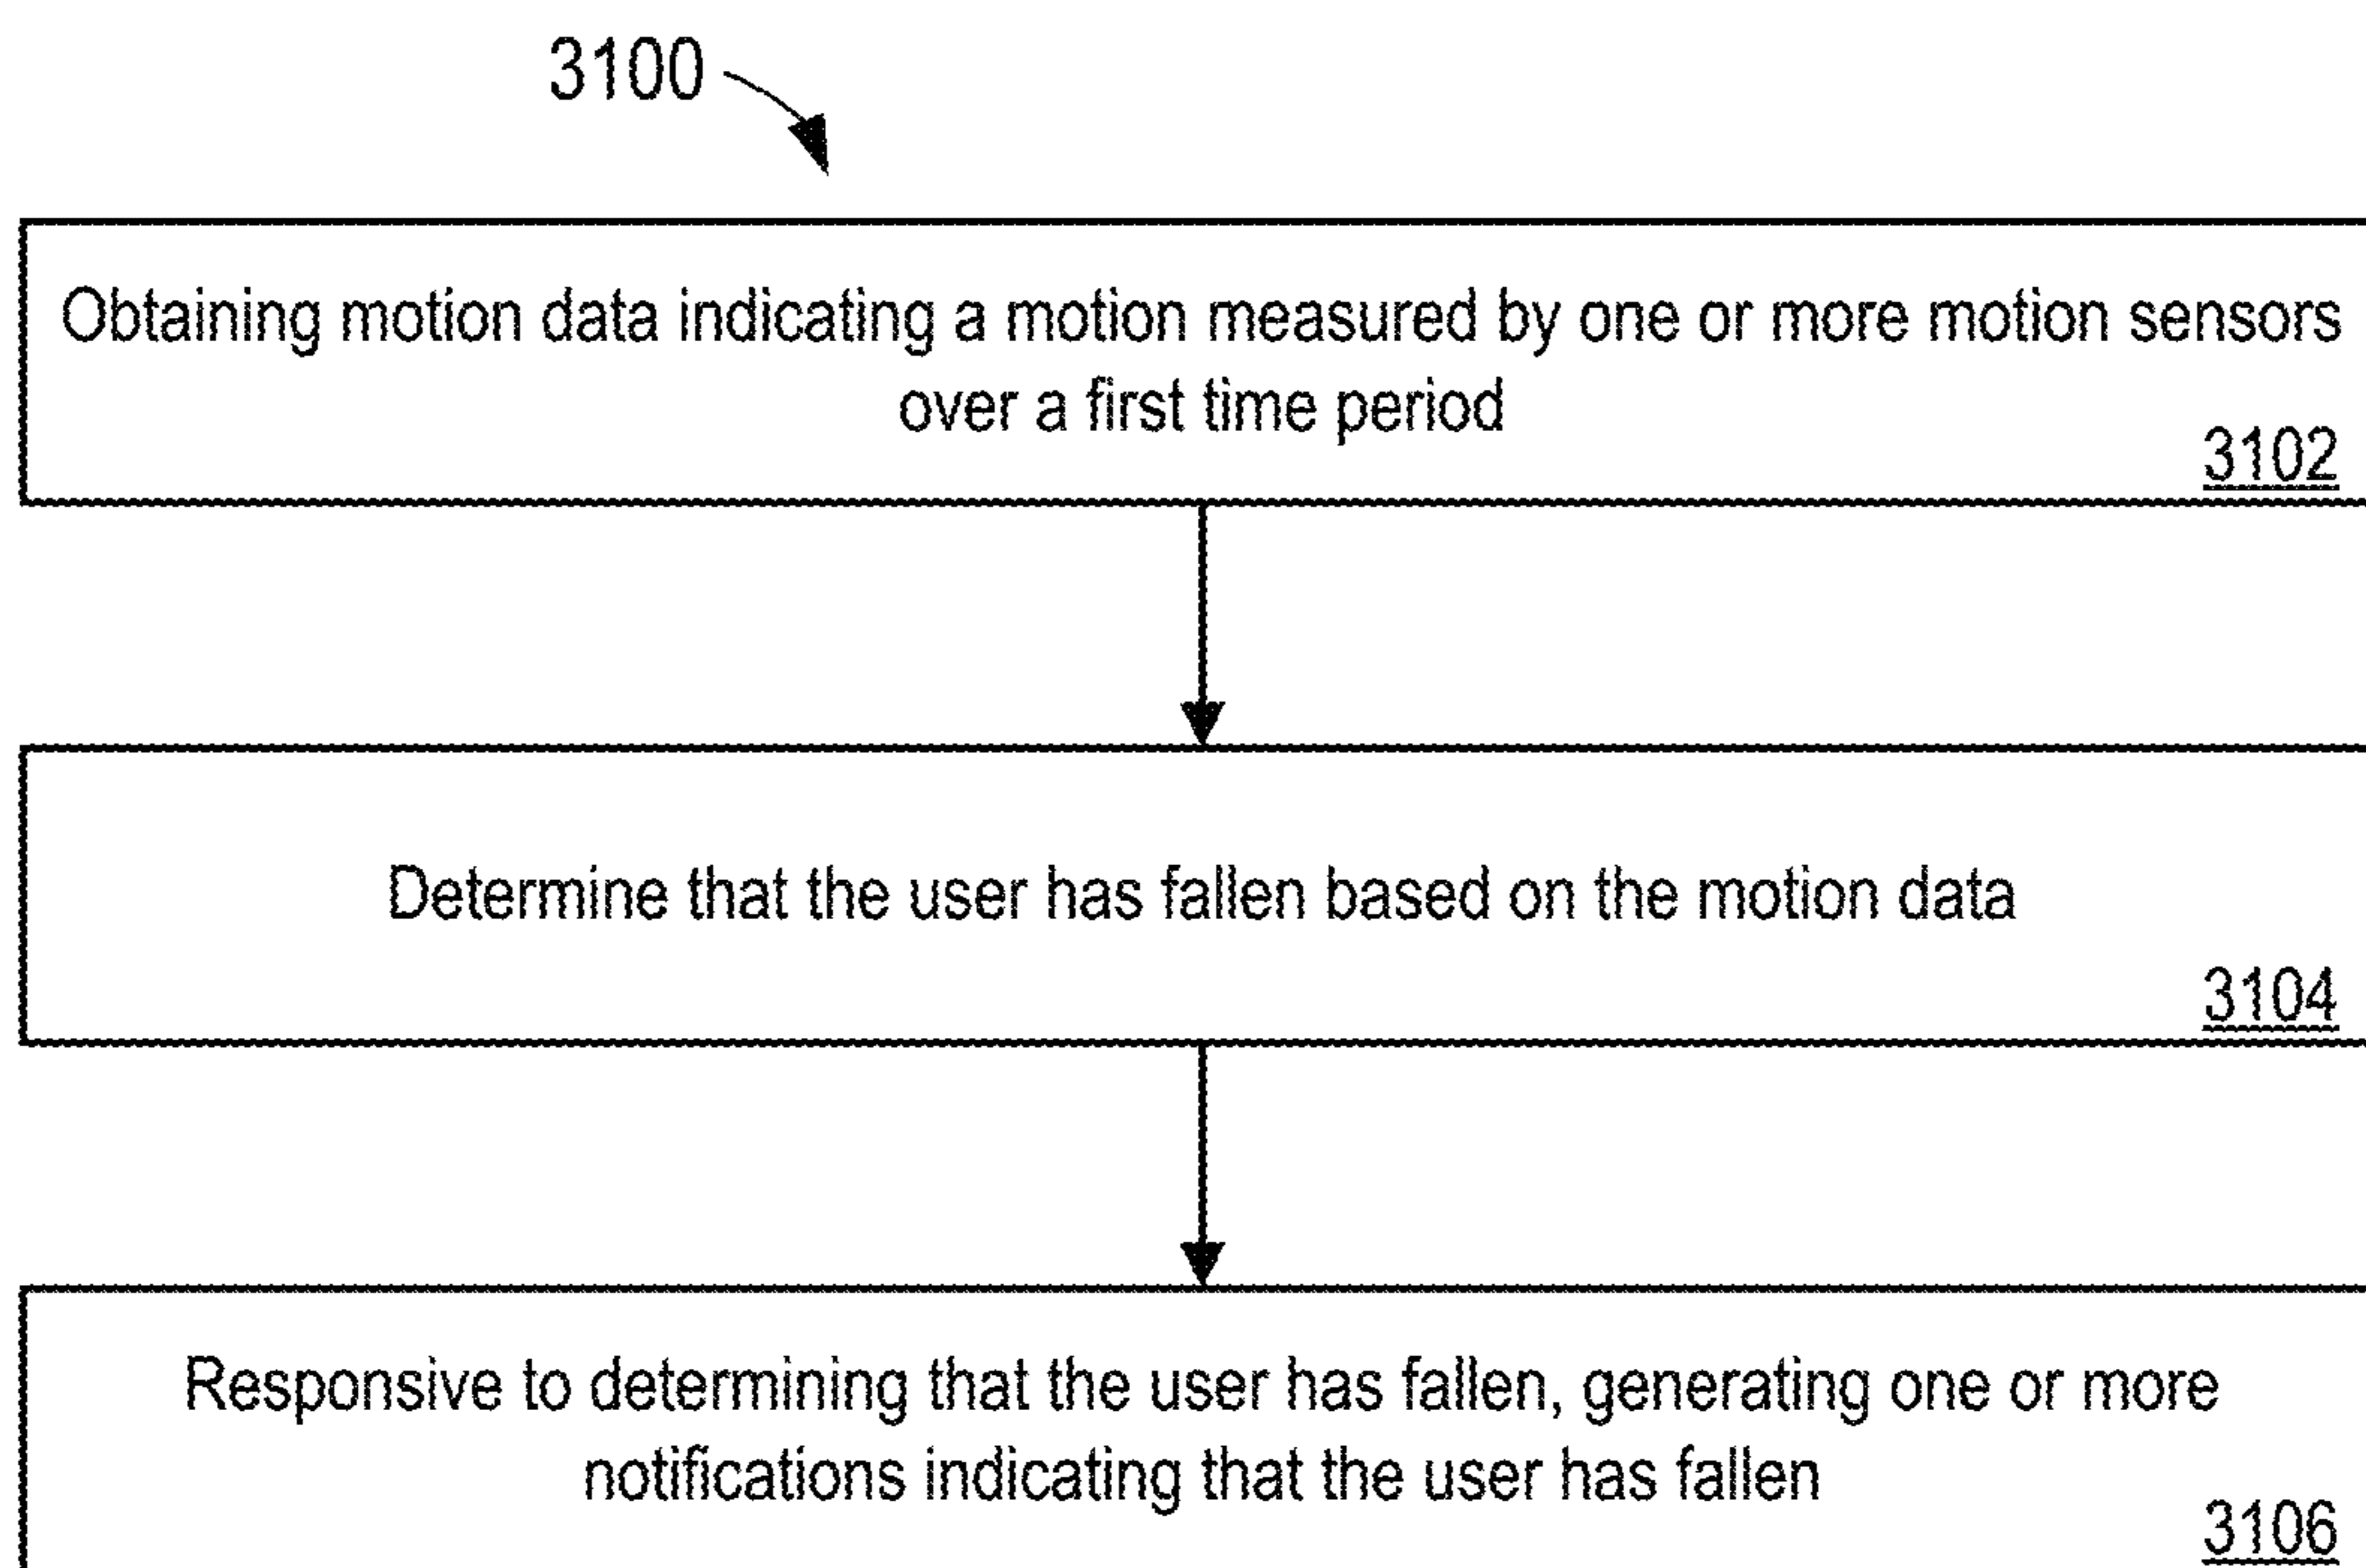 3100
Obtaining motion data indicating a motion measured by one or more motion sensors
over a first time period
3102
Determine that the user has fallen based on the motion data
3104
Responsive to determining that the user has fallen, generating one or more
notifications indicating that the user has fallen
3106